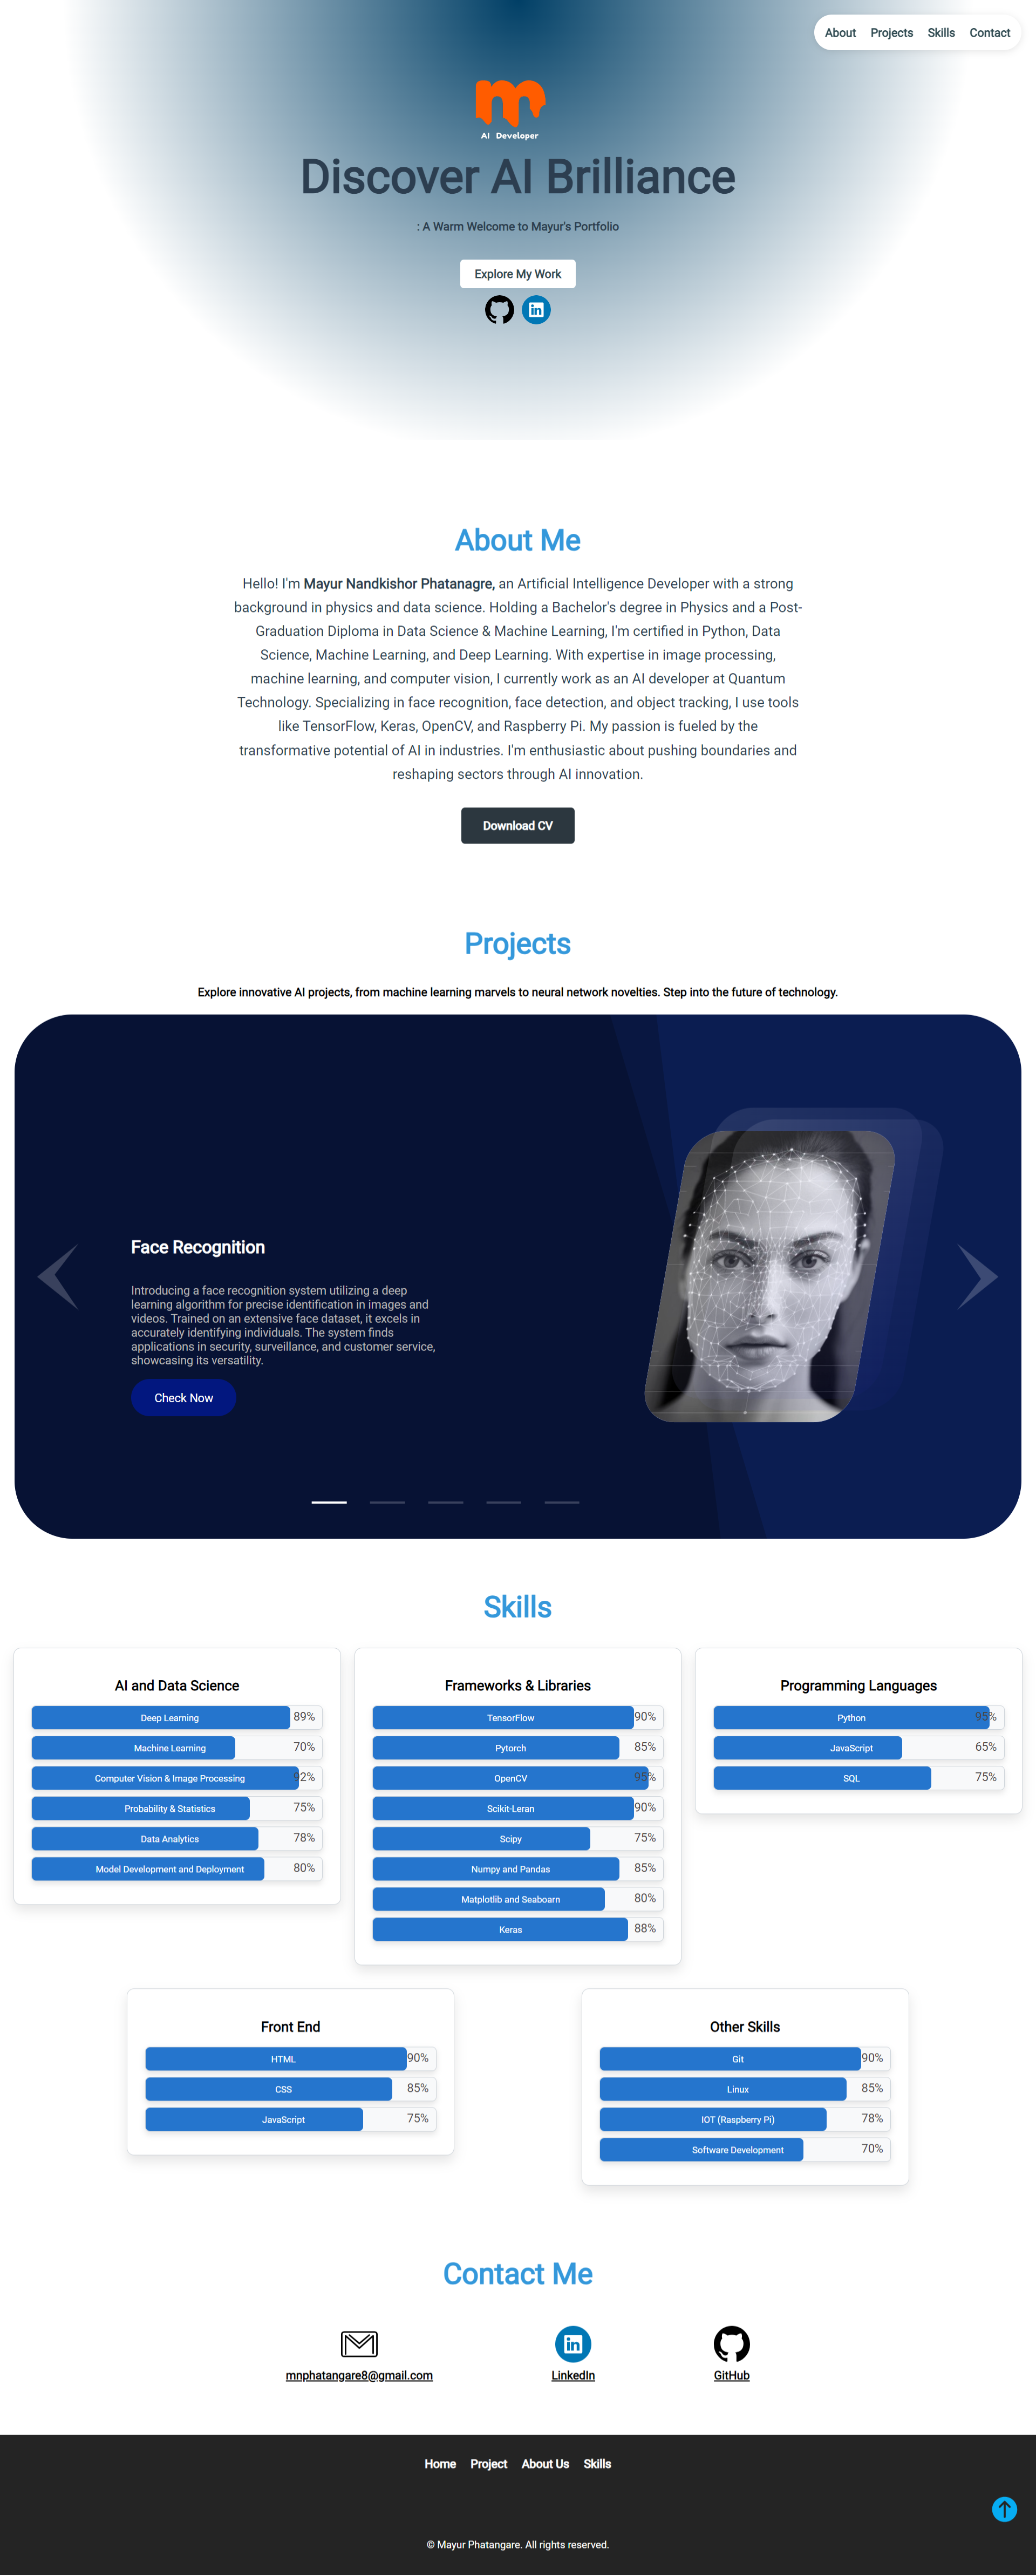 About Projects Skills Contact
m
AI Developer
Discover AI Brilliance
: A Warm Welcome to Mayur's Portfolio
Explore My Work
in
About Me
Hello! I'm Mayur Nandkishor Phatanagre, an Artificial Intelligence Developer with a strong
background in physics and data science. Holding a Bachelor's degree in Physics and a Post-
Graduation Diploma in Data Science & Machine Learning, I'm certified in Python, Data
Science, Machine Learning, and Deep Learning. With expertise in image processing,
machine learning, and computer vision, I currently work as an AI developer at Quantum
Technology. Specializing in face recognition, face detection, and object tracking, I use tools
like TensorFlow, Keras, OpenCV, and Raspberry Pi. My passion is fueled by the
transformative potential of AI in industries. I'm enthusiastic about pushing boundaries and
reshaping sectors through AI innovation.
Download CV
Projects
Explore innovative AI projects, from machine learning marvels to neural network novelties. Step into the future of technology.
Face Recognition
Introducing a face recognition system utilizing a deep
learning algorithm for precise identification in images and
videos. Trained on an extensive face dataset, it excels in
accurately identifying individuals. The system finds
applications in security, surveillance, and customer service,
showcasing its versatility.
Check Now
Skills
AI and Data Science
Deep Learning 89%
Machine Learning 70%
Computer Vision & Image Processing 92%
Probability & Statistics 75%
Data Analytics 78%
Model Development and Deployment 80%
Frameworks & Libraries
TensorFlow 90%
Pytorch 85%
OpenCV 95%
Scikit-Leran 90%
Scipy 75%
Numpy and Pandas 85%
Matplotlib and Seaboarn 80%
Keras 88%
Programming Languages
Python 95%
JavaScript 65%
SQL 75%
Front End
HTML 90%
CSS 85%
JavaScript 75%
Other Skills
Git 90%
Linux 85%
IOT (Raspberry Pi) 78%
Software Development 70%
Contact Me
in
mnphatangare8@gmail.com LinkedIn GitHub
Home Project About Us Skills
© Mayur Phatangare. All rights reserved.